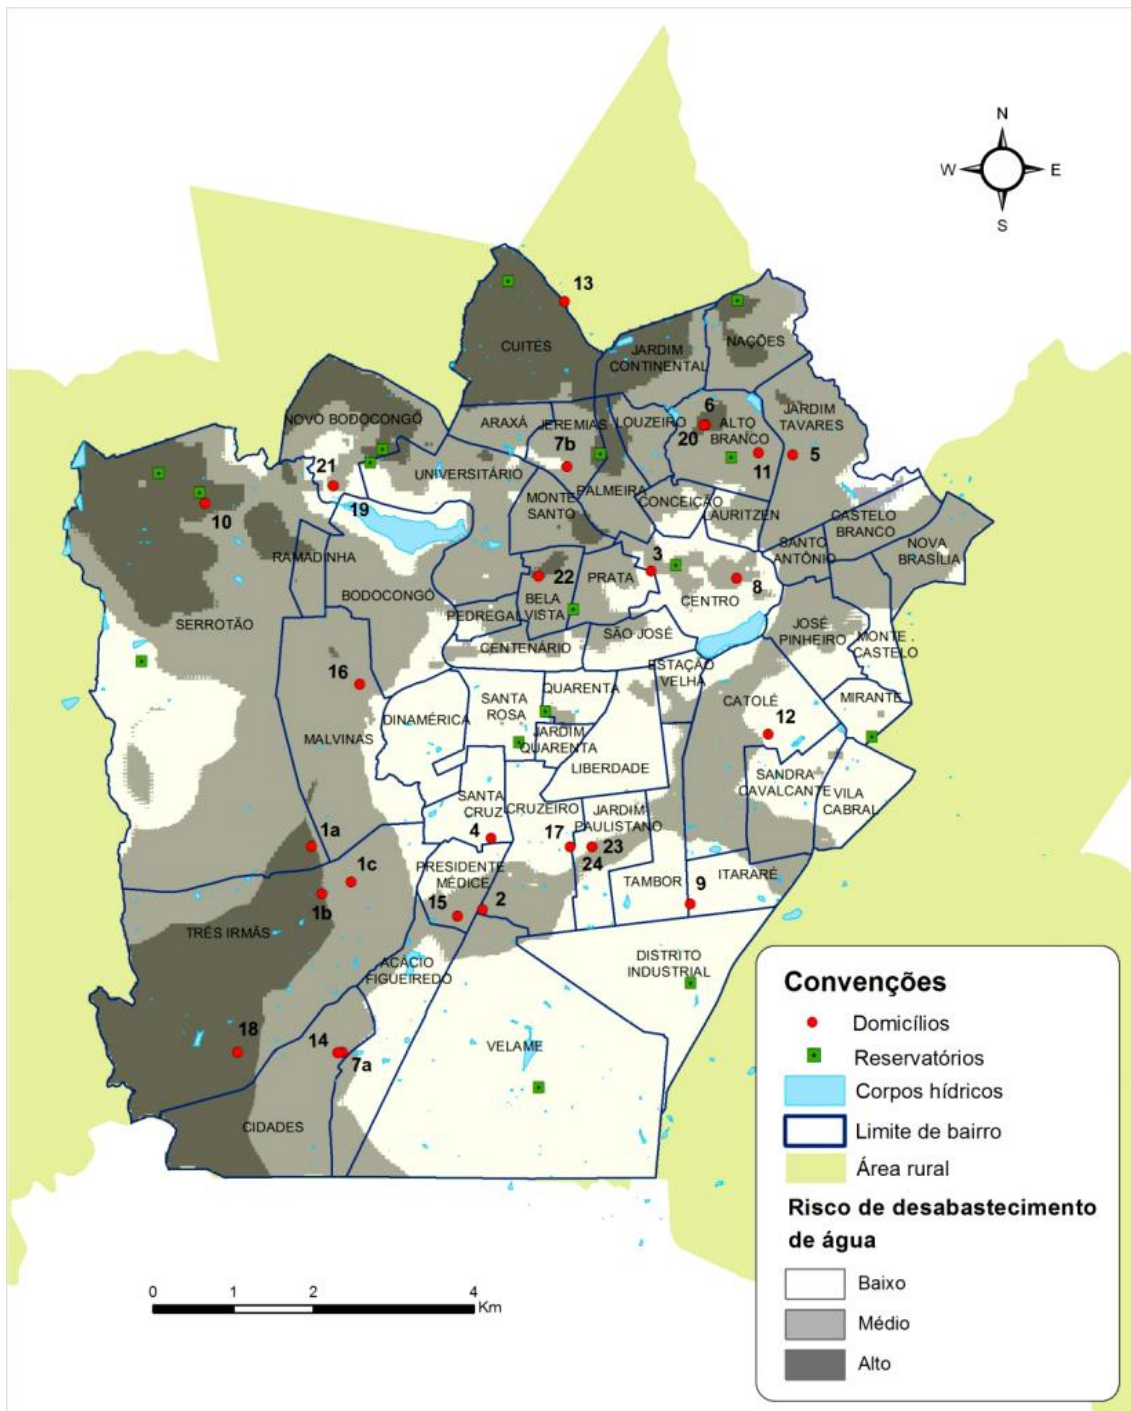 N
W
E
S
13
CUITÉS
NAÇÕES
JARDIM
CONTINENTAL
NOVO BODOCONGÓ
ARAXÁ
JEREMIAS
LOUZEIRO
6
ALTO
BRANCO
JARDIM
TAVARES
20
11
5
7b
21
UNIVERSITÁRIO
10
19
MONTE
SANTO
PALMEIRA
CONCEIÇÃO
LAURITZEN
CASTELO
BRANCO
SANTO
ANTÔNIO
NOVA
BRASÍLIA
RAMADINHA
BODOCONGÓ
22
PRATA
3
8
CENTRO
BELA
VISTA
PEDREGAL
SERROTÃO
CENTENÁRIO
SÃO JOSÉ
JOSÉ
PINHEIRO
MONTE
CASTELO
ESTAÇÃO
VELHA
16
DINAMÉRICA
SANTA
ROSA
QUARENTA
CATOLÉ
MIRANTE
12
MALVINAS
JARDIM
QUARENTA
LIBERDADE
SANDRA
CAVALCANTE
VILA
CABRAL
SANTA
CRUZ
CRUZEIRO
JARDIM
PAULISTANO
1a
4
17
23
24
1c
PRESIDENTE
MÉDICE
TAMBOR
ITARARÉ
1b
15
2
9
TRÊS IRMÃS
ACÁCIO
FIGUEIREDO
DISTRITO
INDUSTRIAL
18
14
7a
VELAME
CIDADES
0
1
2
4
Km
Convenções
Domicílios
Reservatórios
Corpos hídricos
Limite de bairro
Área rural
Risco de desabastecimento
de água
Baixo
Médio
Alto